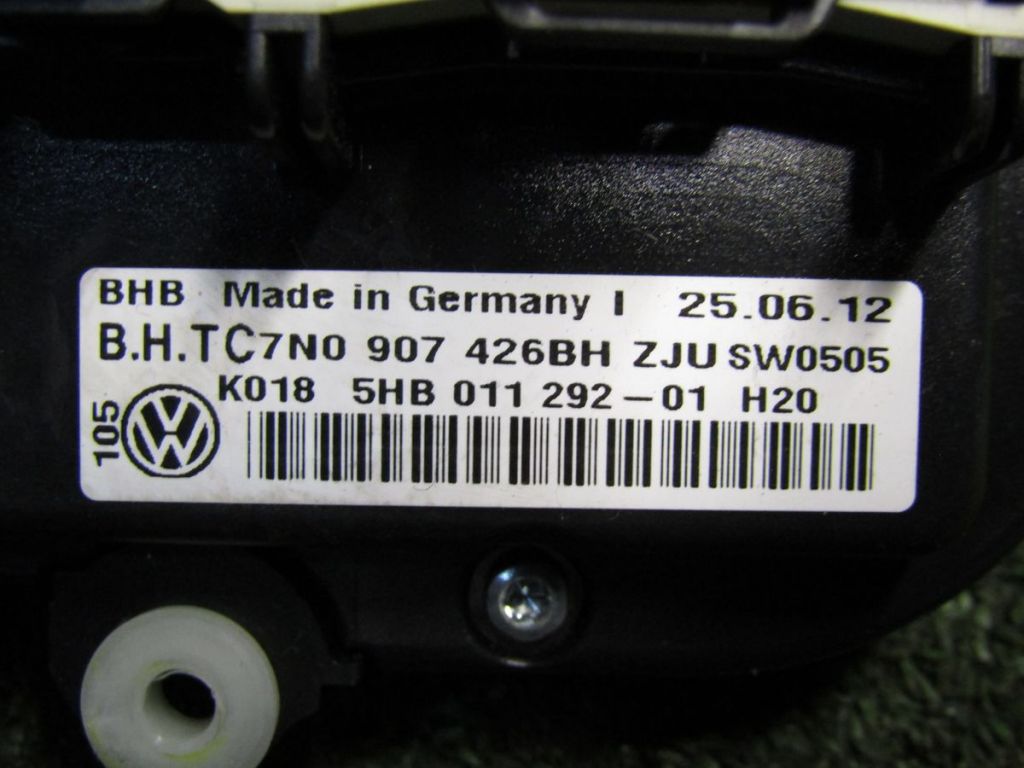 BHB Made in Germany I 25.06.12
B.H.TC7N0 907 426BH ZJU SW0505
K018 5HB 011 292-01 H20
105